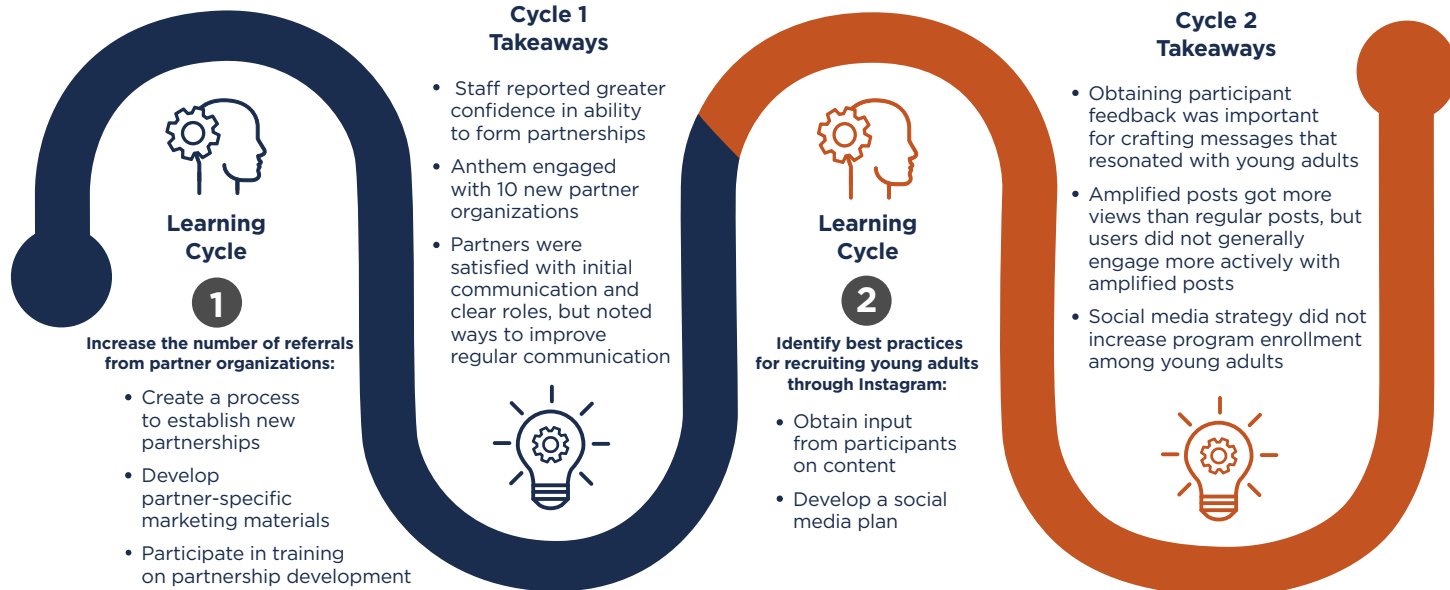 Learning
Cycle
1
Increase the number of referrals
from partner organizations:
• Create a process
to establish new
partnerships
• Develop
partner-specific
marketing materials
• Participate in training
on partnership development
Cycle 1
Takeaways
• Staff reported greater
confidence in ability
to form partnerships
• Anthem engaged
with 10 new partner
organizations
• Partners were
satisfied with initial
communication and
clear roles, but noted
ways to improve
regular communication
Learning
Cycle
2
Identify best practices
for recruiting young adults
through Instagram:
• Obtain input
from participants
on content
• Develop a social
media plan
Cycle 2
Takeaways
• Obtaining participant
feedback was important
for crafting messages that
resonated with young adults
• Amplified posts got more
views than regular posts, but
users did not generally
engage more actively with
amplified posts
• Social media strategy did not
increase program enrollment
among young adults